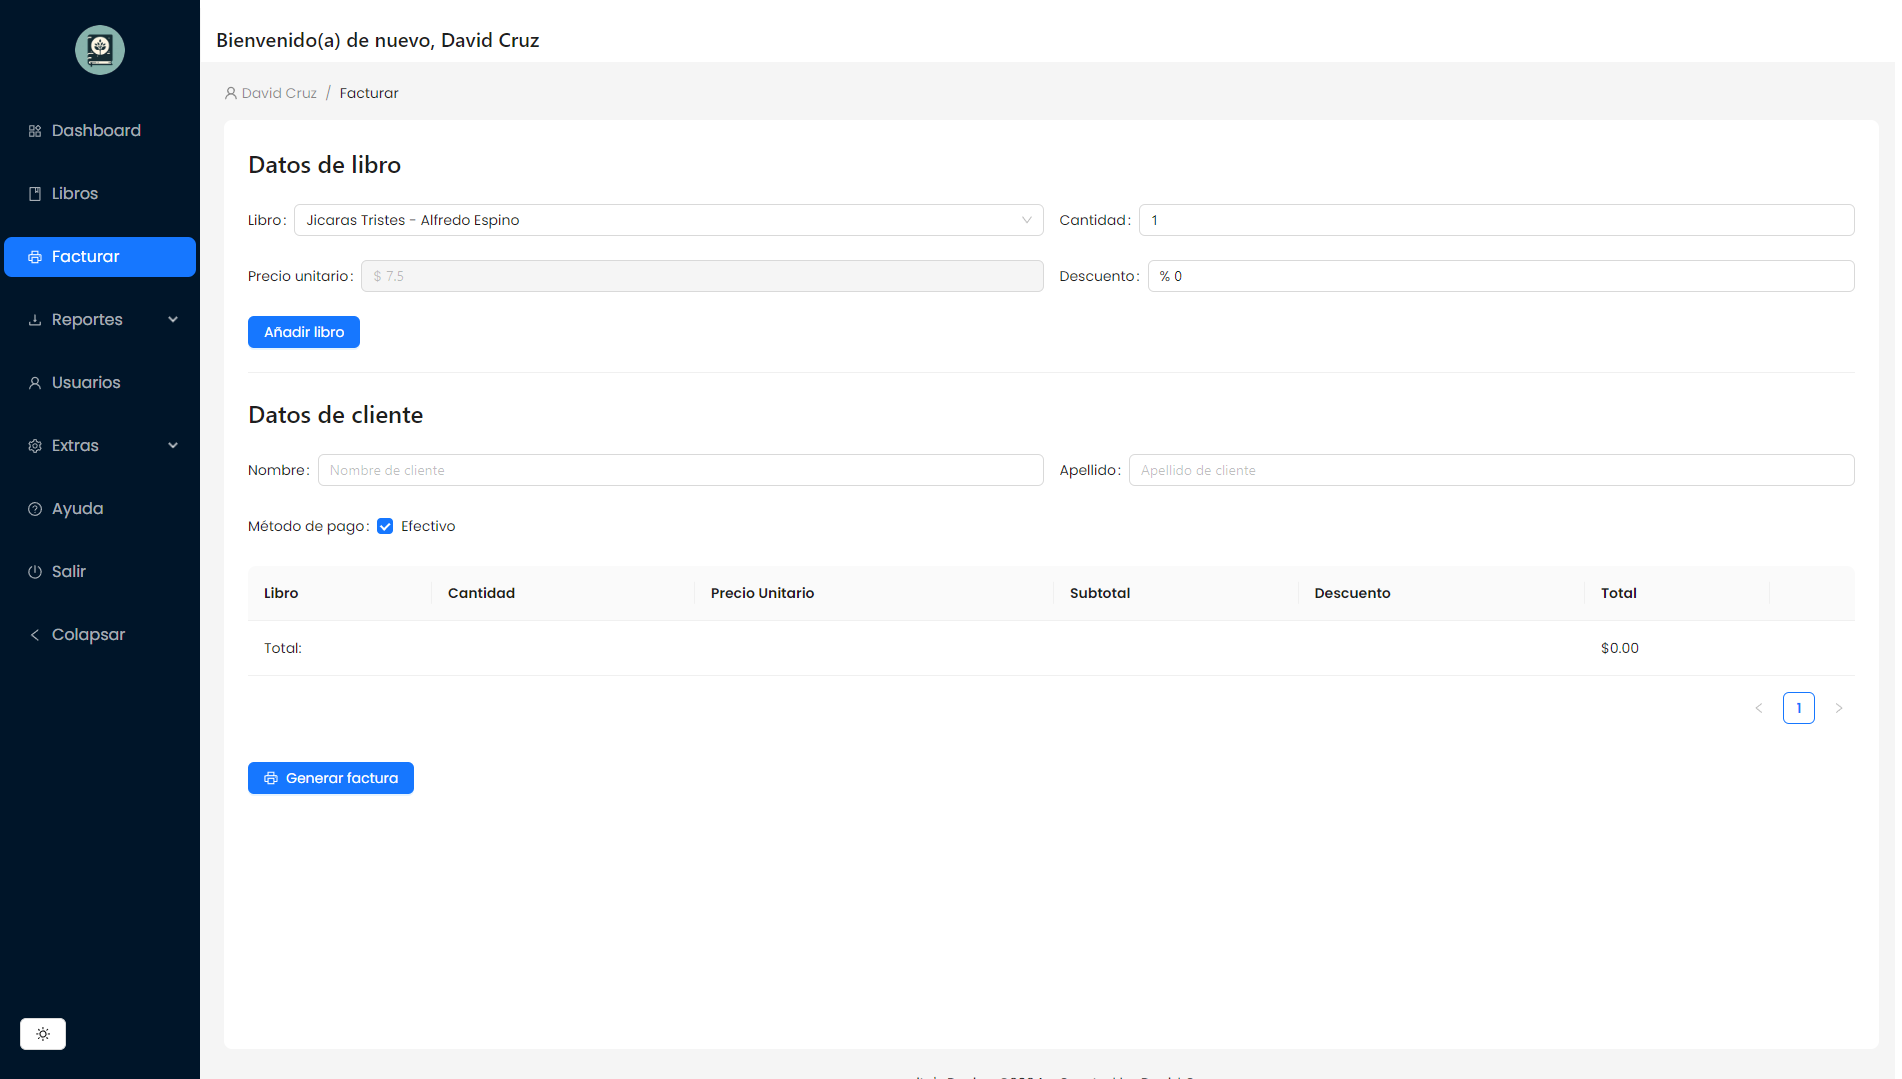 Bienvenido(a) de nuevo, David Cruz
David Cruz / Facturar
Dashboard
Libros
Facturar
Reportes
Usuarios
Extras
Ayuda
Salir
Colapsar
Datos de libro
Libro: Jicaras Tristes - Alfredo Espino
Cantidad: 1
Precio unitario: $ 7.5
Descuento: % 0
Añadir libro
Datos de cliente
Nombre: Nombre de cliente
Apellido: Apellido de cliente
Método de pago: Efectivo
Libro Cantidad Precio Unitario Subtotal Descuento Total
Total: $0.00
< 1 >
Generar factura